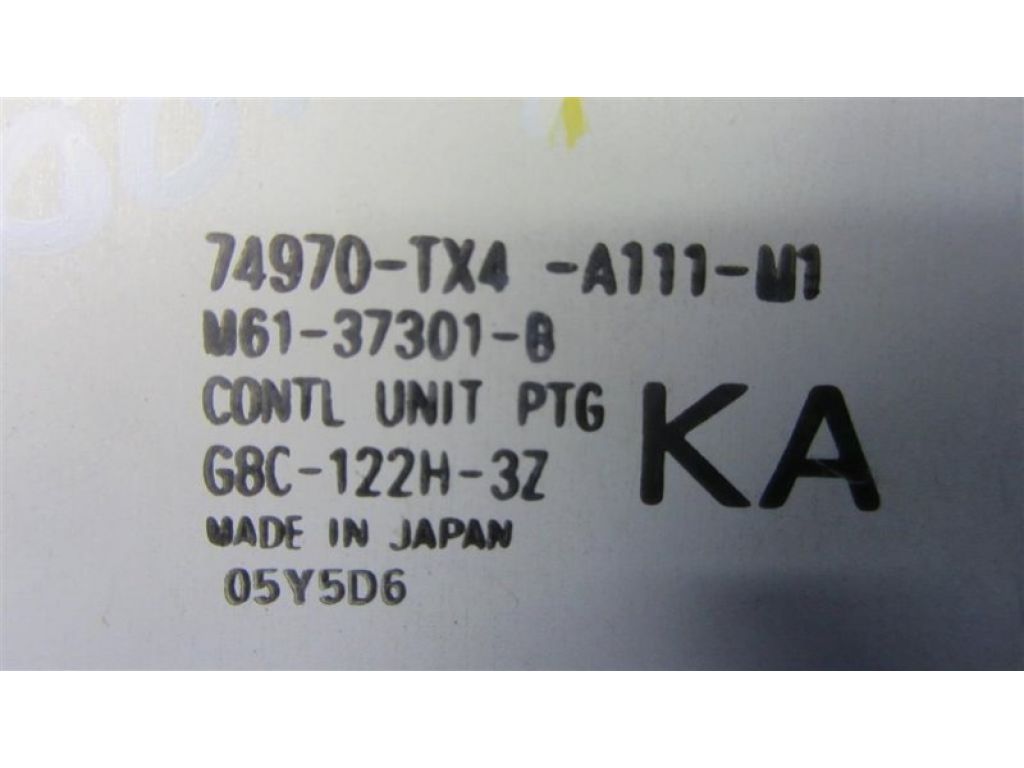 74970-TX4 -A111-M1
M61-37301-B
CONTL UNIT PTG
KA
G8C-122H-3Z
MADE IN JAPAN
05Y5D6